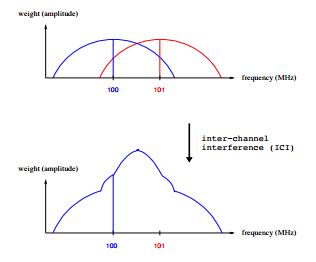 weight (amplitude)
frequency (MHz)
100
101
inter-channel
interference (ICI)
weight (amplitude)
frequency (MHz)
100
101